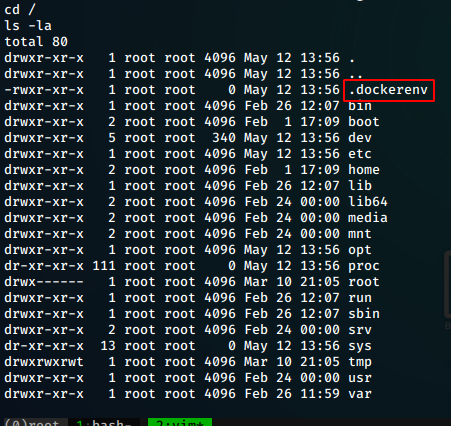 cd /
ls -la
total 80
drwxr-xr-x   1 root root 4096 May 12 13:56 .
drwxr-xr-x   1 root root 4096 May 12 13:56 ..
-rwxr-xr-x   1 root root    0 May 12 13:56 .dockerenv
drwxr-xr-x   1 root root 4096 Feb 26 12:07 bin
drwxr-xr-x   2 root root 4096 Feb  1 17:09 boot
drwxr-xr-x   5 root root  340 May 12 13:56 dev
drwxr-xr-x   1 root root 4096 May 12 13:56 etc
drwxr-xr-x   2 root root 4096 Feb  1 17:09 home
drwxr-xr-x   1 root root 4096 Feb 26 12:07 lib
drwxr-xr-x   2 root root 4096 Feb 24 00:00 lib64
drwxr-xr-x   2 root root 4096 Feb 24 00:00 media
drwxr-xr-x   2 root root 4096 Feb 24 00:00 mnt
drwxr-xr-x   1 root root 4096 May 12 13:56 opt
dr-xr-xr-x 111 root root    0 May 12 13:56 proc
drwx------   1 root root 4096 Mar 10 21:05 root
drwxr-xr-x   1 root root 4096 Feb 26 12:07 run
drwxr-xr-x   1 root root 4096 Feb 26 12:07 sbin
drwxr-xr-x   2 root root 4096 Feb 24 00:00 srv
dr-xr-xr-x  13 root root    0 May 12 13:56 sys
drwxrwxrwt   1 root root 4096 Mar 10 21:05 tmp
drwxr-xr-x   1 root root 4096 Feb 24 00:00 usr
drwxr-xr-x   1 root root 4096 Feb 26 11:59 var
(0)root 1:bash- 2:vim*